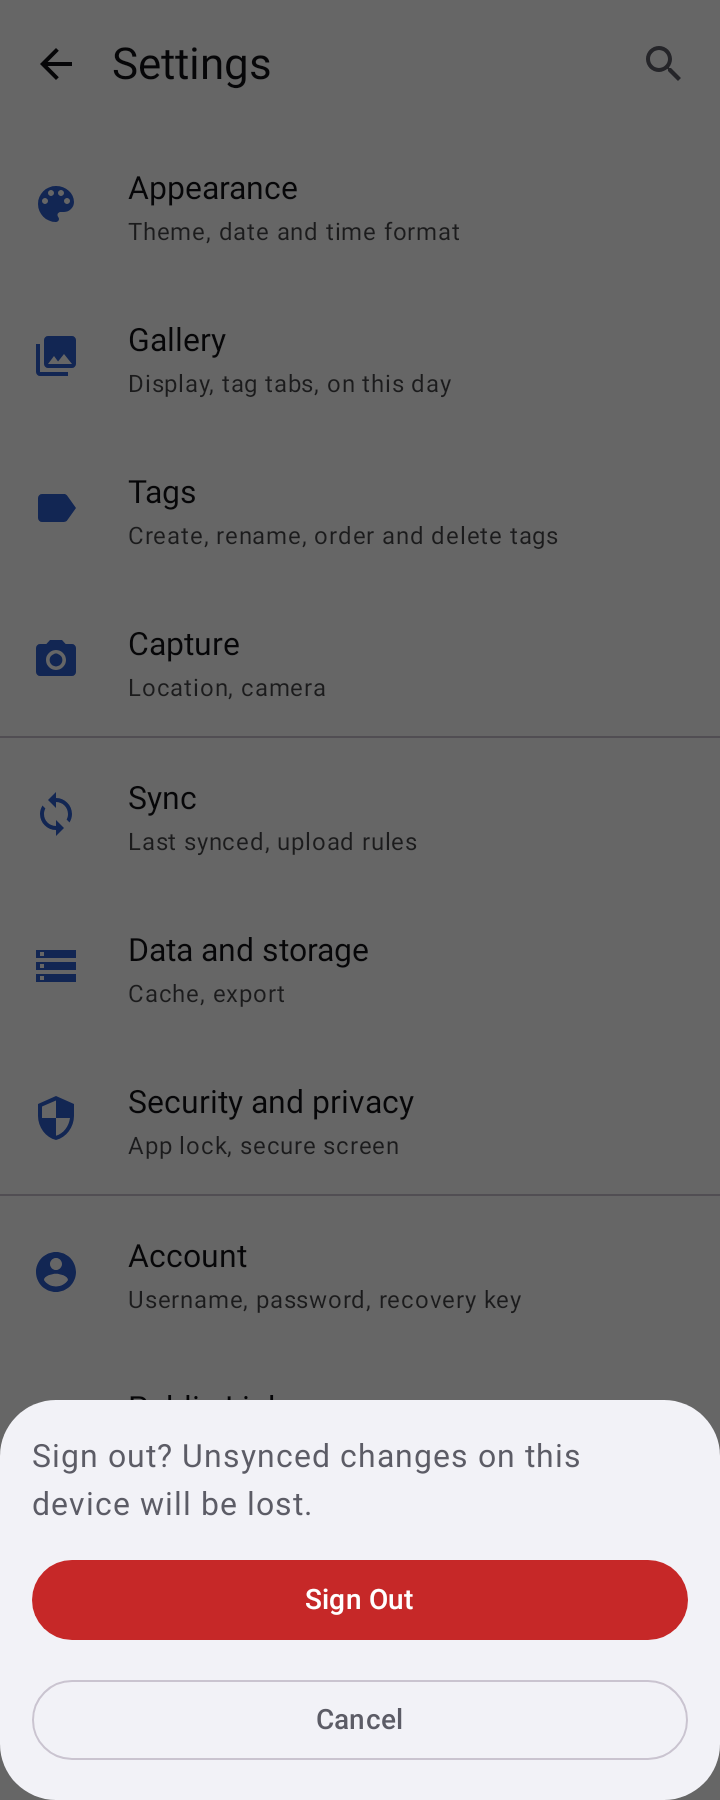 Settings
Appearance
Theme, date and time format
Gallery
Display, tag tabs, on this day
Tags
Create, rename, order and delete tags
Capture
Location, camera
Sync
Last synced, upload rules
Data and storage
Cache, export
Security and privacy
App lock, secure screen
Account
Username, password, recovery key
Sign out? Unsynced changes on this
device will be lost.
Sign Out
Cancel